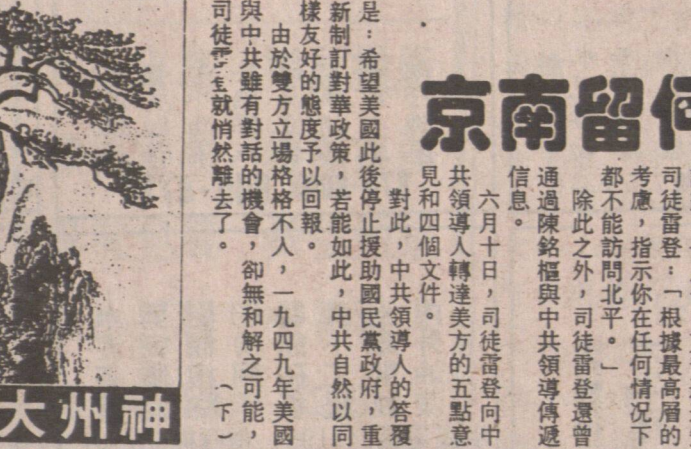 何留南京
司徒雷登：「根據最高層的
考慮，指示你在任何情況下
都不能訪問北平。」
除此之外，司徒雷登還曾
通過陳銘樞與中共領導傳遞
信息。
六月十日，司徒雷登向中
共領導人轉達美方的五點意
見和四個文件。
對此，中共領導人的答覆
是：希望美國此後停止援助國民黨政府，重
新制訂對華政策，若能如此，中共自然以同
樣友好的態度予以回報。
由於雙方立場格格不入，一九四九年美國
與中共雖有對話的機會，卻無和解之可能，
司徒雷登就悄然離去了。
（下）
神州大